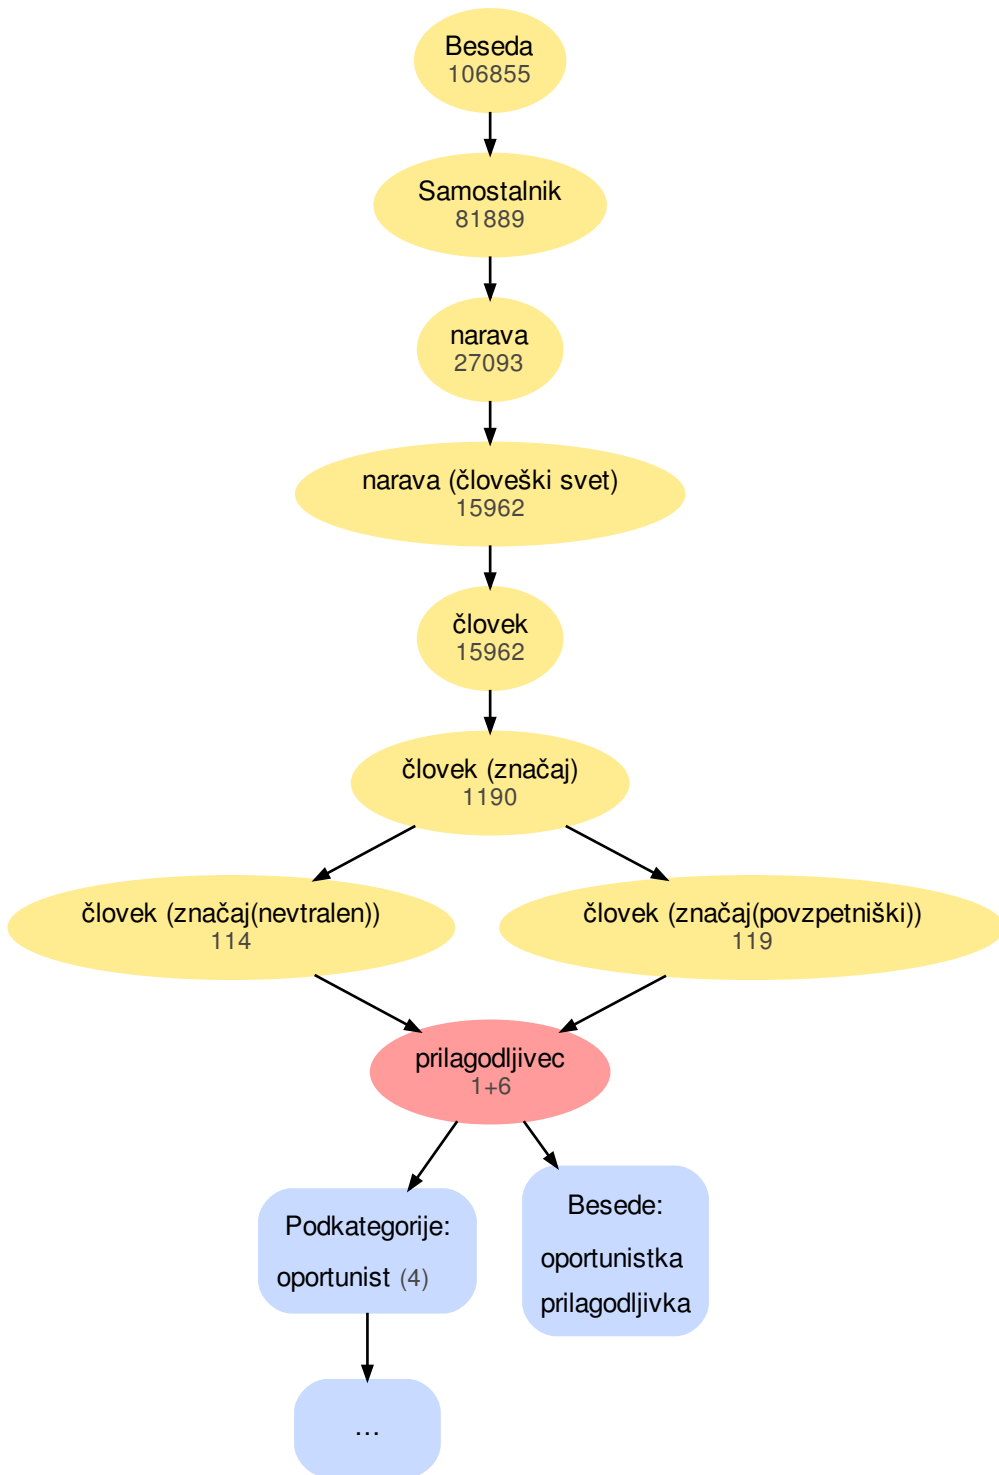 Beseda
106855
Samostalnik
81889
narava
27093
narava (človeški svet)
15962
človek
15962
človek (značaj)
1190
človek (značaj(nevtralen))
114
človek (značaj(povzpetniški))
119
prilagodljivec
1+6
Podkategorije:
oportunist (4)
Besede:
oportunistka
prilagodljivka
...